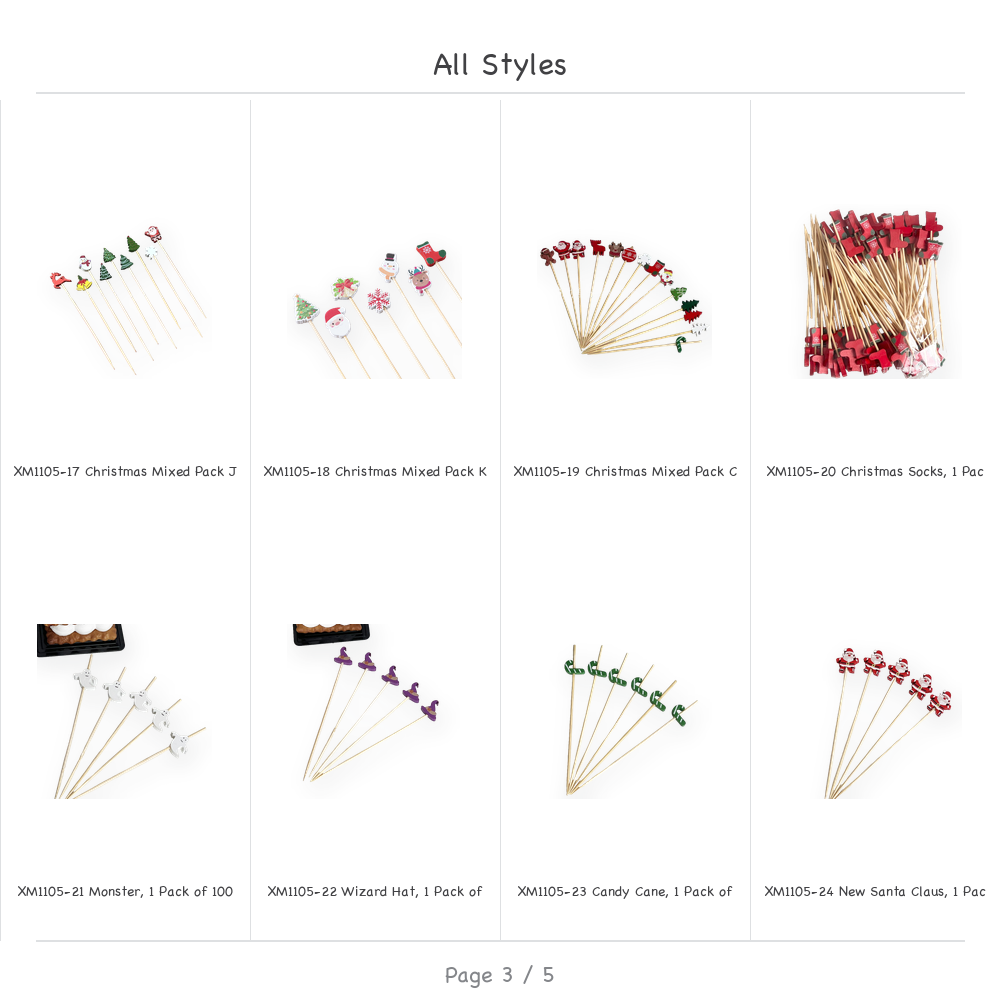 All Styles
XM1105-17 Christmas Mixed Pack J
XM1105-18 Christmas Mixed Pack K
XM1105-19 Christmas Mixed Pack C
XM1105-20 Christmas Socks, 1 Pac
XM1105-21 Monster, 1 Pack of 100
XM1105-22 Wizard Hat, 1 Pack of
XM1105-23 Candy Cane, 1 Pack of
XM1105-24 New Santa Claus, 1 Pac
Page 3 / 5